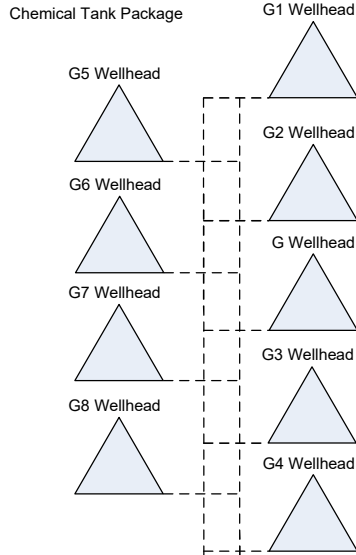 Chemical Tank Package
G1 Wellhead
G5 Wellhead
G2 Wellhead
G6 Wellhead
G Wellhead
G7 Wellhead
G3 Wellhead
G8 Wellhead
G4 Wellhead